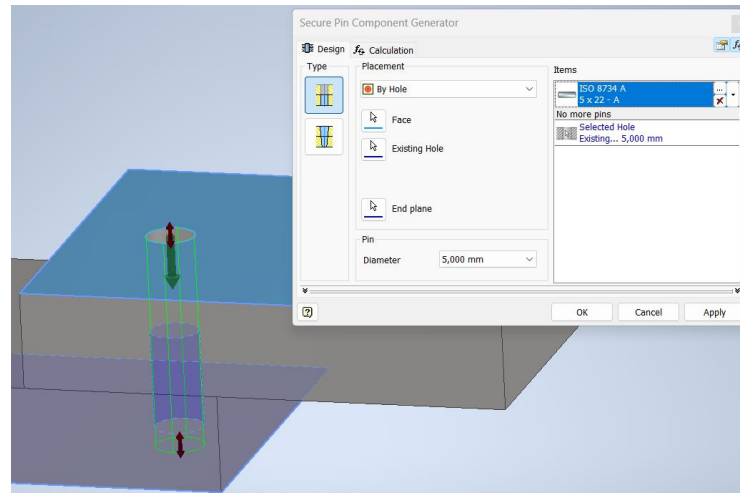 Secure Pin Component Generator
Design
fG Calculation
Type
Placement
By Hole
Face
Existing Hole
End plane
Pin
Diameter
5,000 mm
Items
ISO 8734 A
5 x 22 - A
...
No more pins
Selected Hole
Existing... 5,000 mm
?
OK
Cancel
Apply